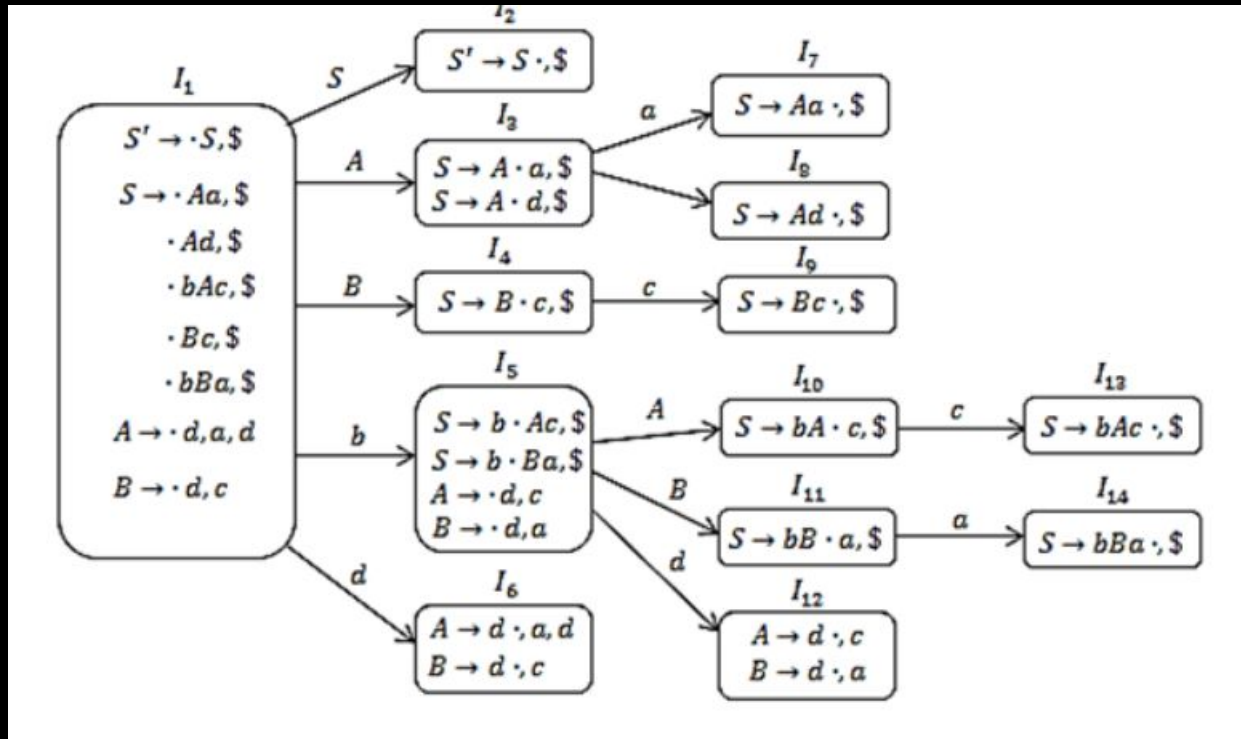 I₂
S' → S ·, $
I₁
S' → · S, $
S → · Aa, $
· Ad, $
· bAc, $
· Bc, $
· bBa, $
A → · d, a, d
B → · d, c
S
A
B
b
d
I₃
S → A · a, $
S → A · d, $
a
I₇
S → Aa ·, $
I₈
S → Ad ·, $
I₄
S → B · c, $
c
I₉
S → Bc ·, $
I₅
S → b · Ac, $
S → b · Ba, $
A → · d, c
B → · d, a
A
B
d
I₁₀
S → bA · c, $
c
I₁₃
S → bAc ·, $
I₁₁
S → bB · a, $
a
I₁₄
S → bBa ·, $
I₆
A → d ·, a, d
B → d ·, c
I₁₂
A → d ·, c
B → d ·, a